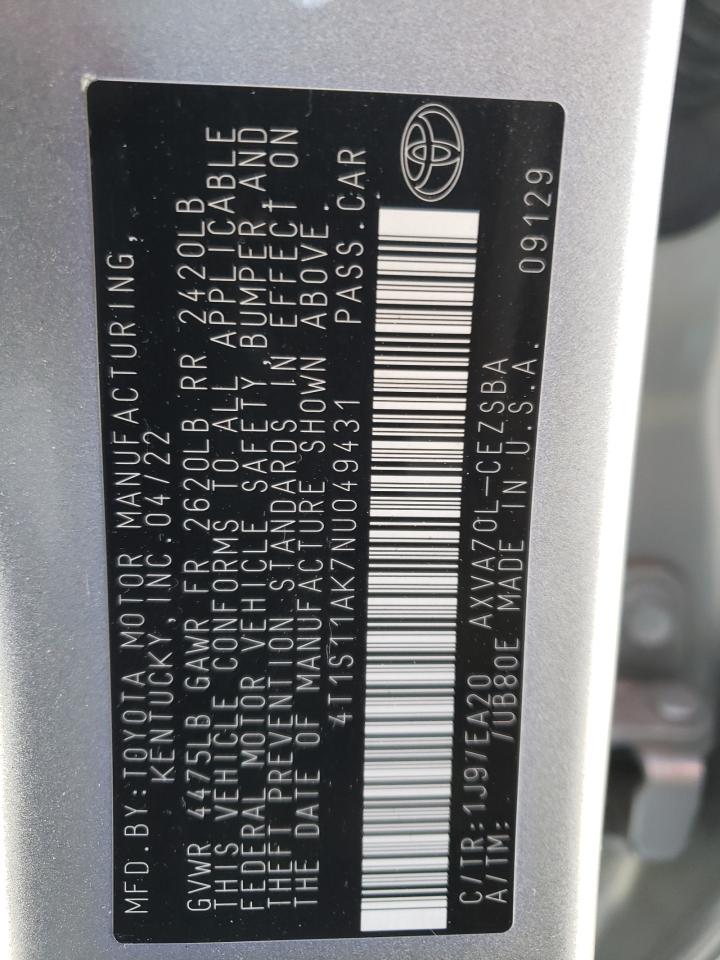 MFD.BY:TOYOTA MOTOR MANUFACTURING,
KENTUCKY, INC.04/22
GVWR 4475LB GAWR FR 2620LB RR 2420LB
THIS VEHICLE CONFORMS TO ALL APPLICABLE
FEDERAL MOTOR VEHICLE SAFETY,BUMPER,AND
THEFT PREVENTION STANDARDS IN EFFECT ON
THE DATE OF MANUFACTURE SHOWN ABOVE.
4T1S11AK7NU049431 PASS.CAR
C/TR:1J97EA20 AXVA70L-CEZSBA
A/TM: /UB80E MADE IN U.S.A. 09129